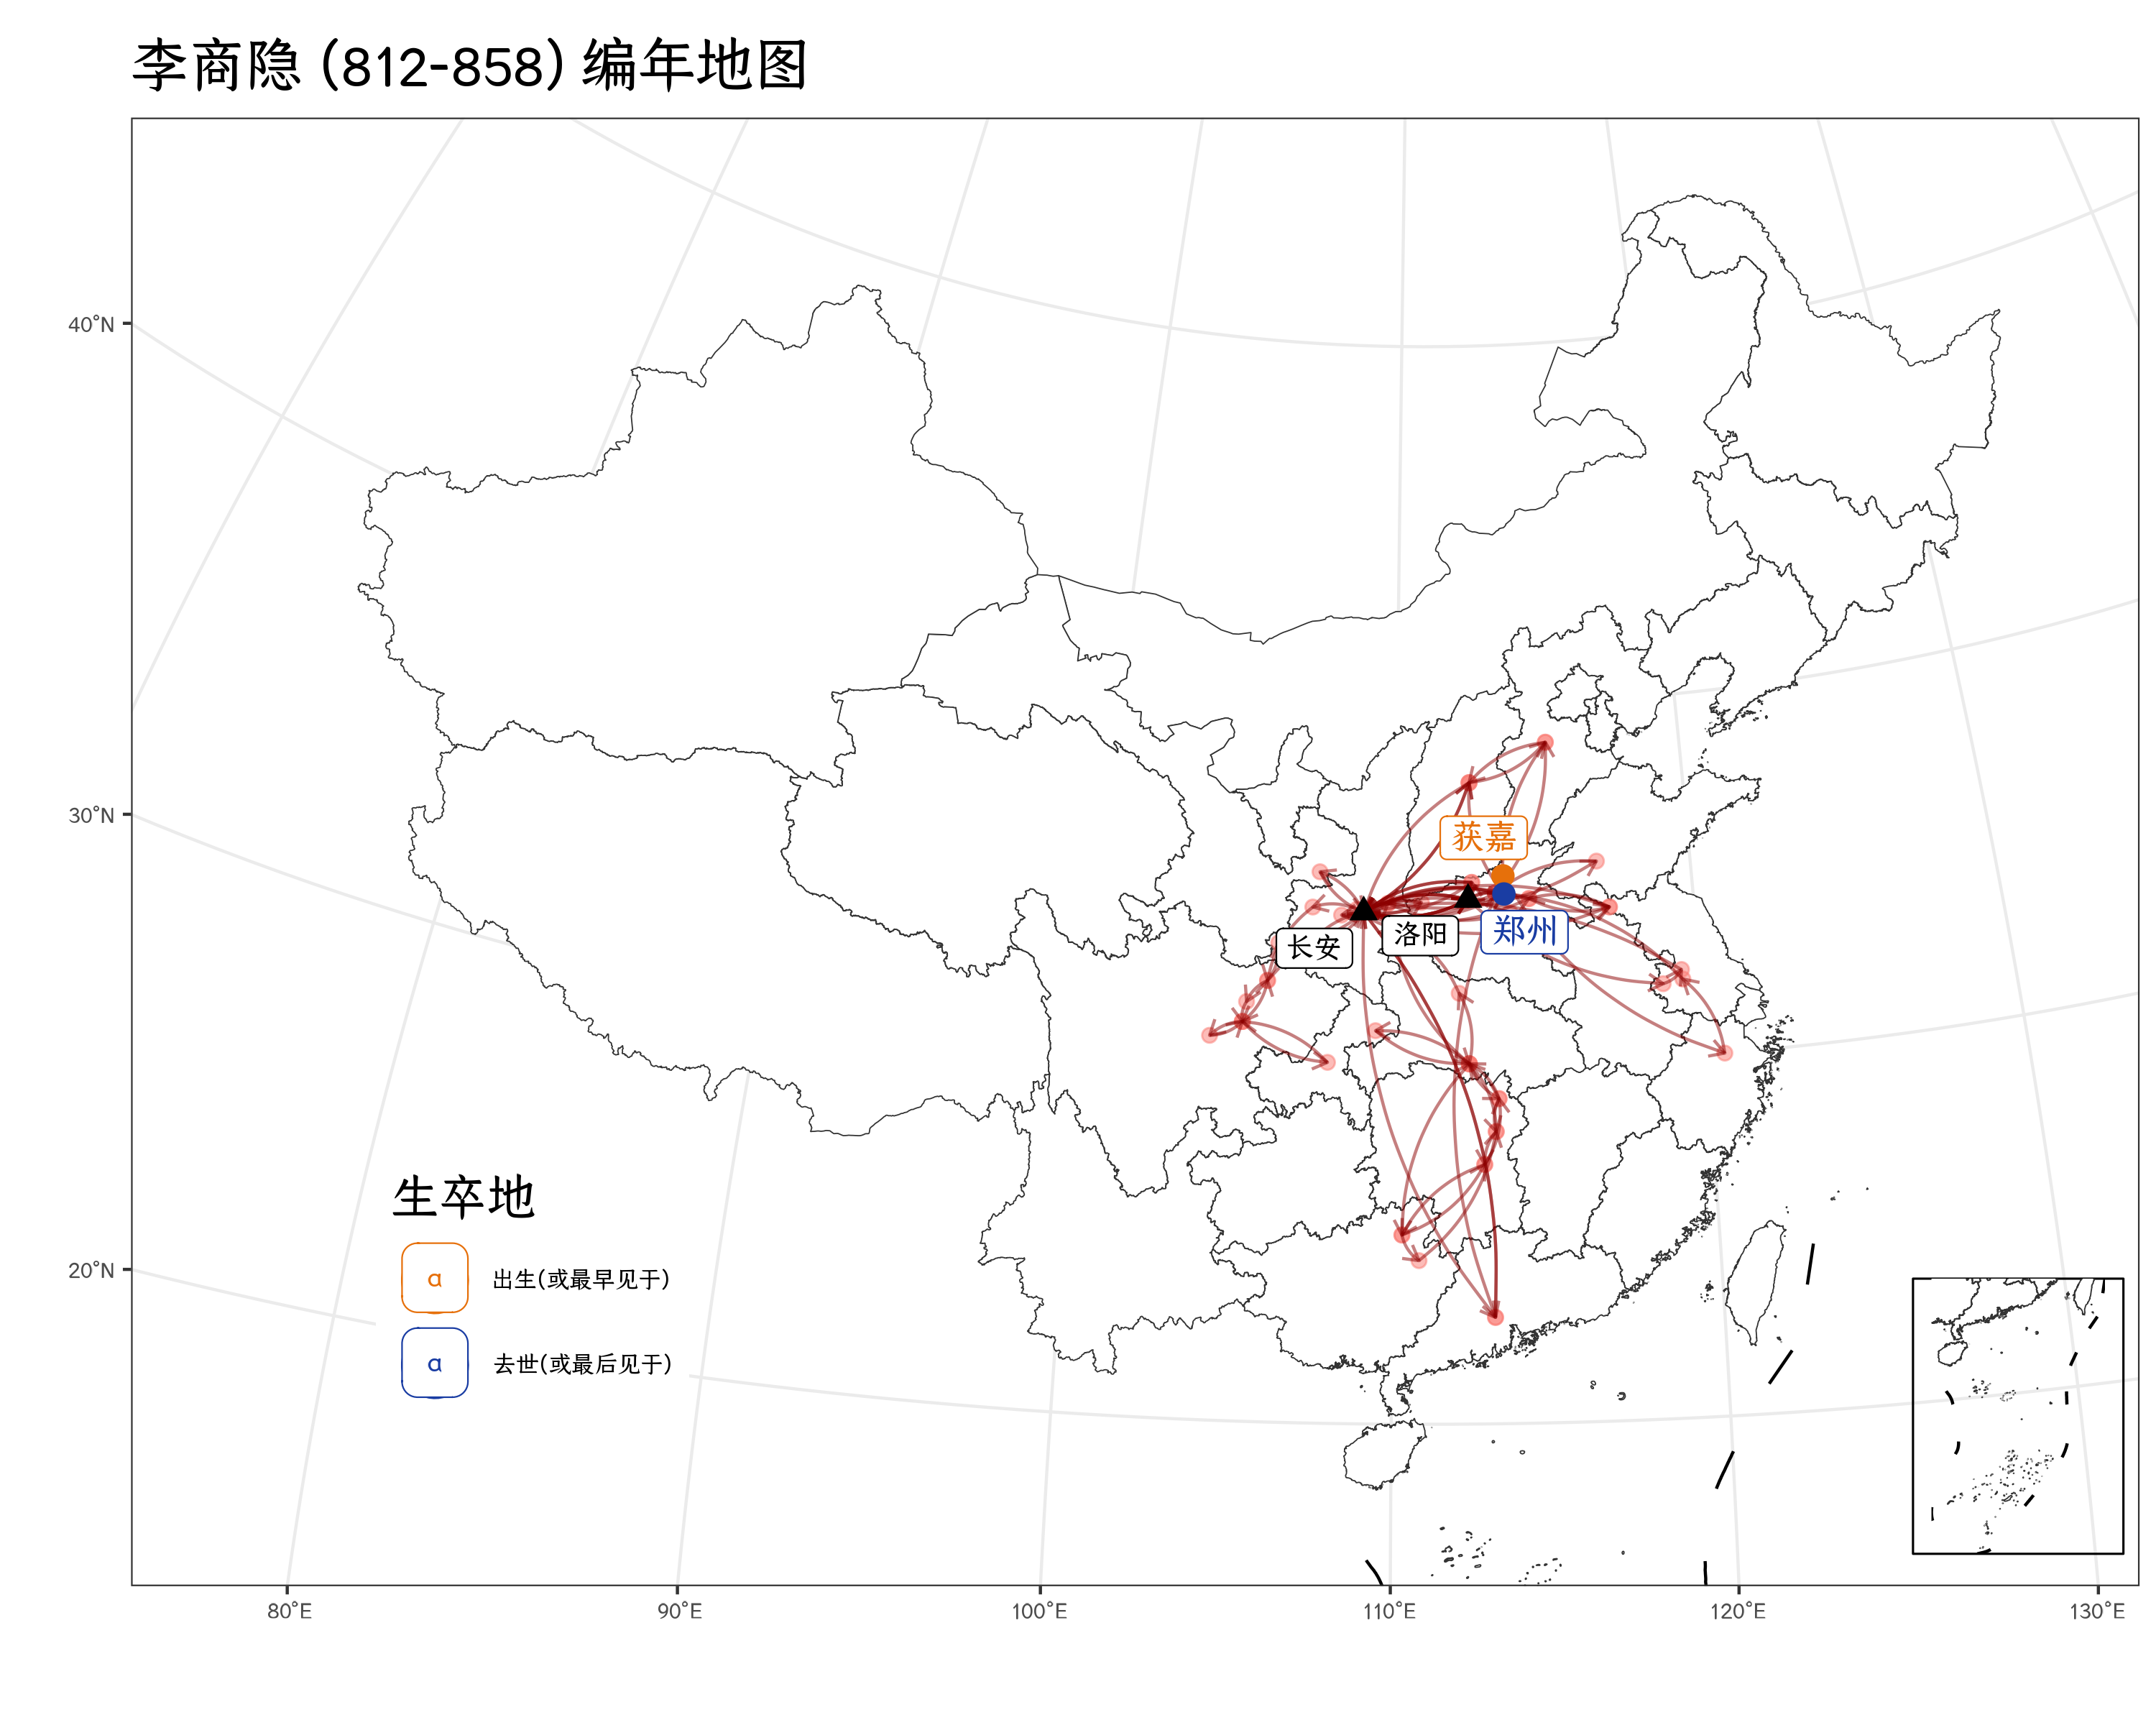 李商隐 (812-858) 编年地图
40°N
30°N
20°N
获嘉
长安
洛阳
郑州
生卒地
a 出生(或最早见于)
a 去世(或最后见于)
80°E
90°E
100°E
110°E
120°E
130°E